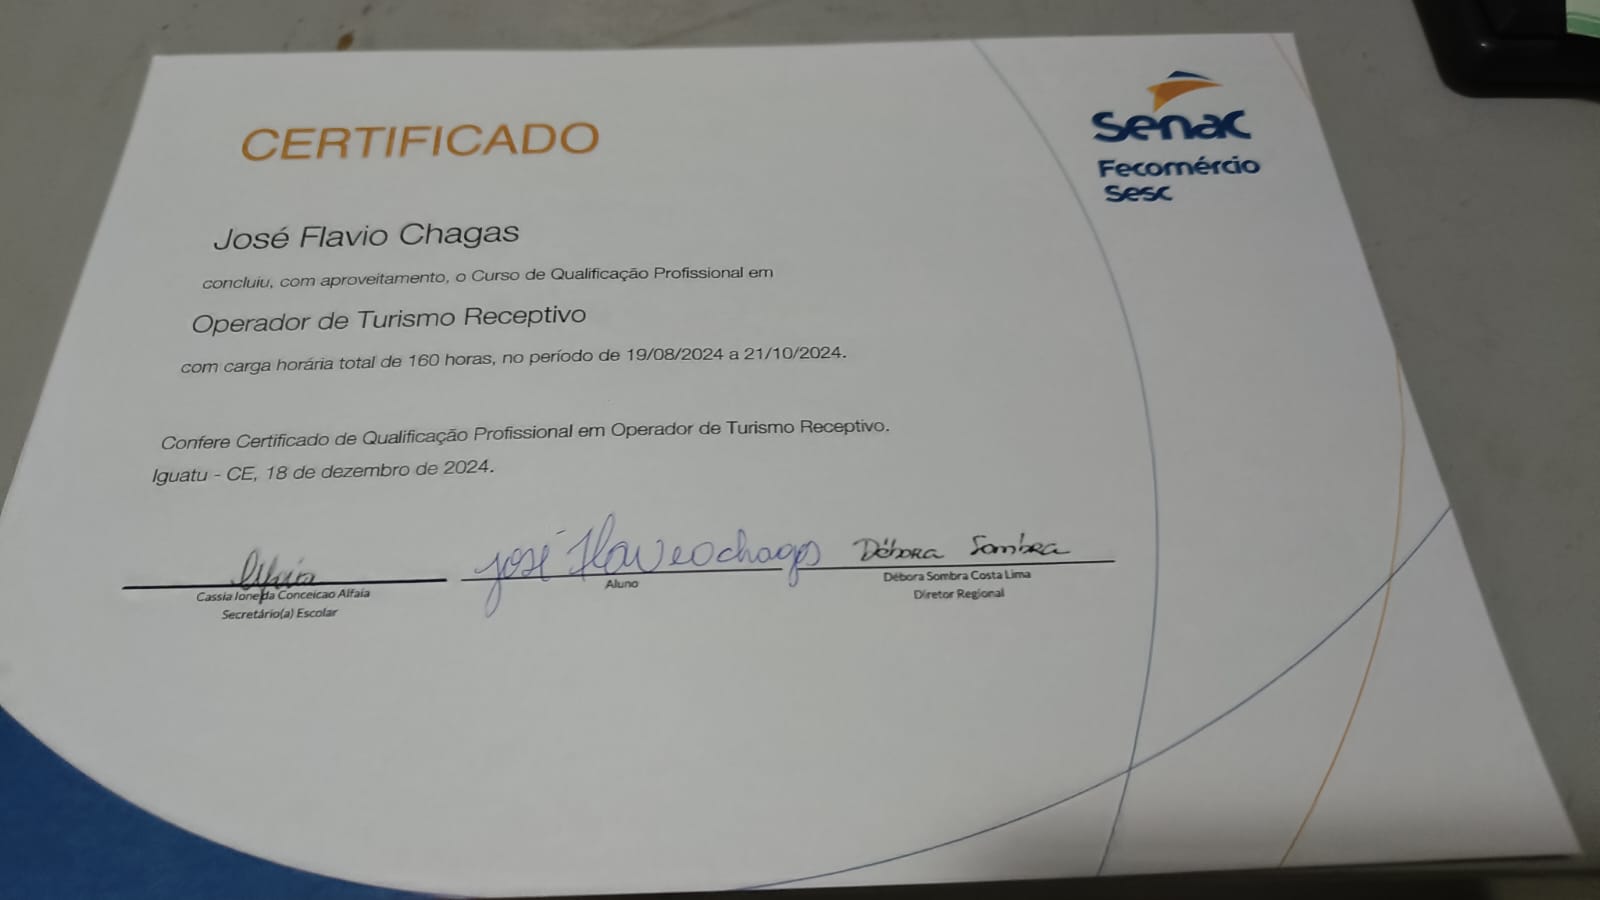 CERTIFICADO
Senac
Fecomércio
Sesc
José Flavio Chagas
concluiu, com aproveitamento, o Curso de Qualificação Profissional em
Operador de Turismo Receptivo
com carga horária total de 160 horas, no período de 19/08/2024 a 21/10/2024.
Confere Certificado de Qualificação Profissional em Operador de Turismo Receptivo.
Iguatu - CE, 18 de dezembro de 2024.
José Flaveo chagas
Débora Sombra
Cassia Ione da Conceicao Alfaia
Aluno
Débora Sombra Costa Lima
Secretário(a) Escolar
Diretor Regional